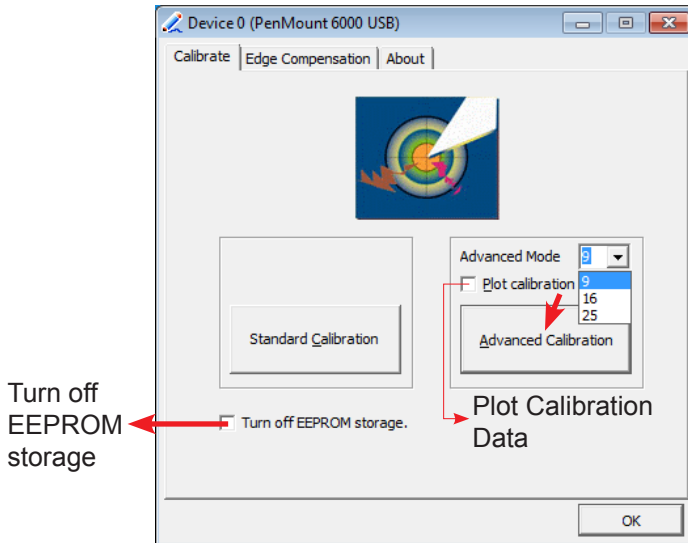 Device 0 (PenMount 6000 USB)
Calibrate
Edge Compensation
About
Advanced Mode
9
Plot calibration
9
16
25
Standard Calibration
Advanced Calibration
Turn off
EEPROM
storage
Turn off EEPROM storage.
Plot Calibration
Data
OK